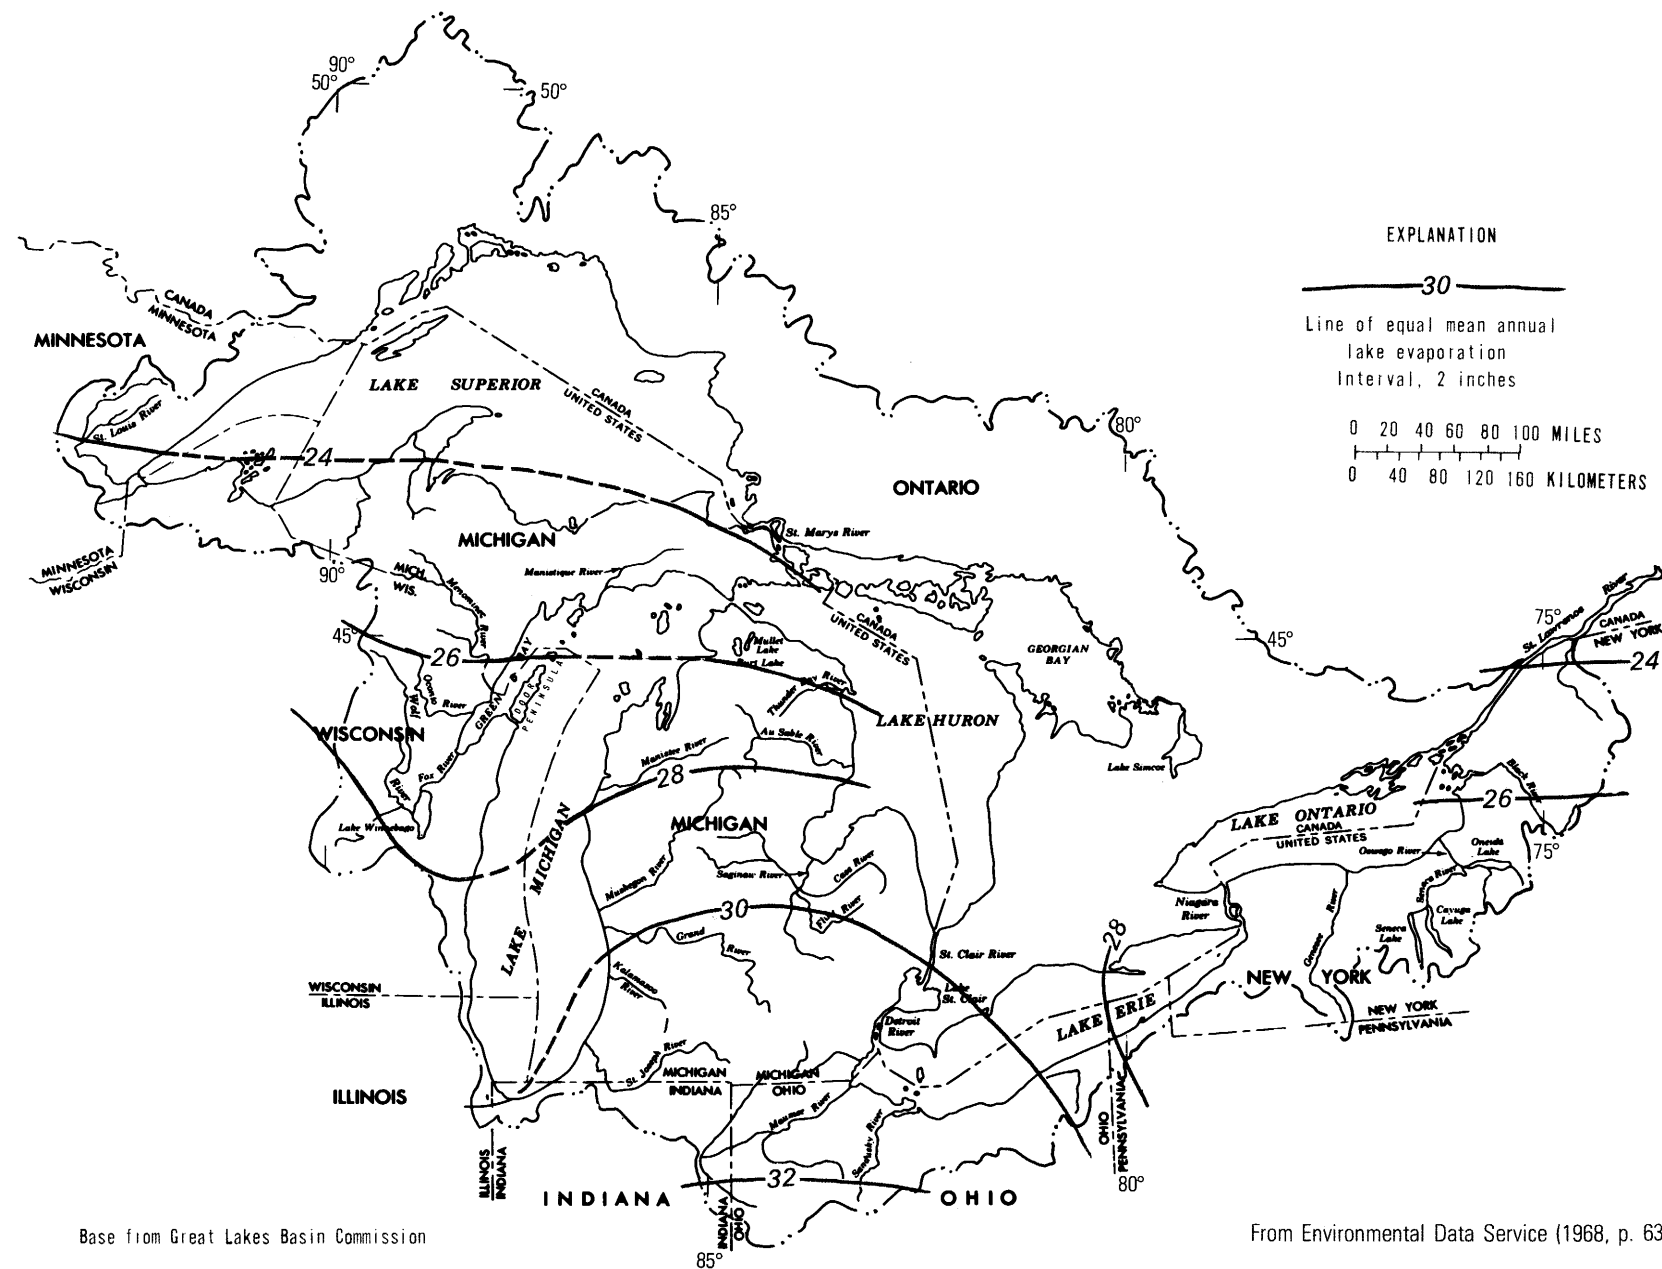 90°
50°
50°
85°
EXPLANATION
30
Line of equal mean annual
lake evaporation
Interval, 2 inches
0 20 40 60 80 100 MILES
0 40 80 120 160 KILOMETERS
CANADA
MINNESOTA
MINNESOTA
LAKE SUPERIOR
CANADA
UNITED STATES
St. Louis River
24
80°
ONTARIO
MICHIGAN
St. Marys River
MINNESOTA
WISCONSIN
90°
MICH.
WIS.
Menominee River
Manistique River
45°
26
CANADA
UNITED STATES
Mullet
Lake
Burt Lake
GEORGIAN
BAY
45°
75°
St. Lawrence River
CANADA
NEW YORK
24
Oconto River
Wolf
River
GREEN BAY
DOOR
PENINSULA
Thunder Bay River
LAKE HURON
WISCONSIN
Fox River
Manistee River
Au Sable River
28
Lake Simcoe
Black River
26
Lake Winnebago
LAKE MICHIGAN
MICHIGAN
LAKE ONTARIO
CANADA
UNITED STATES
Oswego River
Oneida
Lake
75°
Muskegon River
Saginaw River
Cass River
Flint River
30
Grand River
Niagara
River
Genesee River
Seneca River
Cayuga
Lake
Seneca
Lake
28
St. Clair River
Lake
St. Clair
Kalamazoo
River
WISCONSIN
ILLINOIS
NEW YORK
LAKE ERIE
NEW YORK
PENNSYLVANIA
Detroit
River
St. Joseph River
MICHIGAN
INDIANA
MICHIGAN
OHIO
ILLINOIS
Maumee River
Sandusky River
OHIO
PENNSYLVANIA
80°
ILLINOIS
INDIANA
32
INDIANA
OHIO
INDIANA
OHIO
85°
Base from Great Lakes Basin Commission
From Environmental Data Service (1968, p. 63